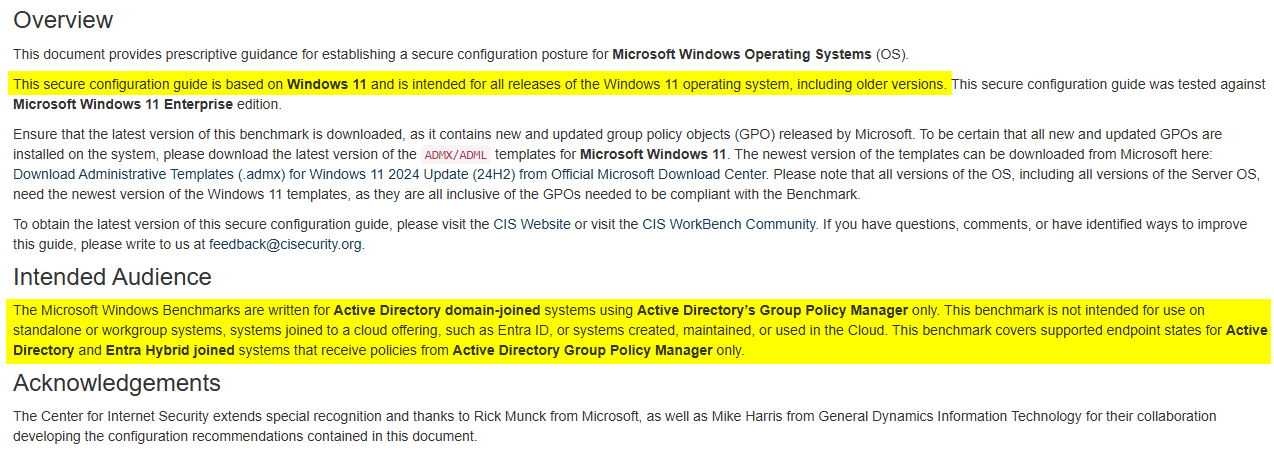 Overview
This document provides prescriptive guidance for establishing a secure configuration posture for Microsoft Windows Operating Systems (OS).
This secure configuration guide is based on Windows 11 and is intended for all releases of the Windows 11 operating system, including older versions. This secure configuration guide was tested against
Microsoft Windows 11 Enterprise edition.
Ensure that the latest version of this benchmark is downloaded, as it contains new and updated group policy objects (GPO) released by Microsoft. To be certain that all new and updated GPOs are
installed on the system, please download the latest version of the ADMX/ADML templates for Microsoft Windows 11. The newest version of the templates can be downloaded from Microsoft here:
Download Administrative Templates (.admx) for Windows 11 2024 Update (24H2) from Official Microsoft Download Center. Please note that all versions of the OS, including all versions of the Server OS,
need the newest version of the Windows 11 templates, as they are all inclusive of the GPOs needed to be compliant with the Benchmark.
To obtain the latest version of this secure configuration guide, please visit the CIS Website or visit the CIS WorkBench Community. If you have questions, comments, or have identified ways to improve
this guide, please write to us at feedback@cisecurity.org.
Intended Audience
The Microsoft Windows Benchmarks are written for Active Directory domain-joined systems using Active Directory's Group Policy Manager only. This benchmark is not intended for use on
standalone or workgroup systems, systems joined to a cloud offering, such as Entra ID, or systems created, maintained, or used in the Cloud. This benchmark covers supported endpoint states for Active
Directory and Entra Hybrid joined systems that receive policies from Active Directory Group Policy Manager only.
Acknowledgements
The Center for Internet Security extends special recognition and thanks to Rick Munck from Microsoft, as well as Mike Harris from General Dynamics Information Technology for their collaboration
developing the configuration recommendations contained in this document.